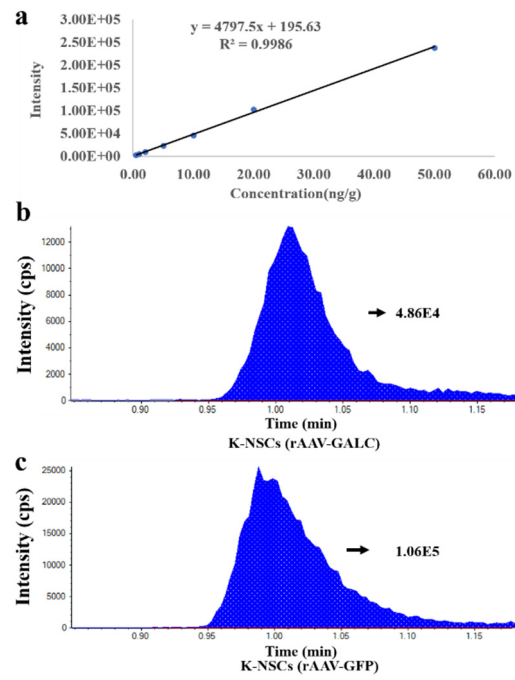 a
y = 4797.5x + 195.63
R² = 0.9986
3.00E+05
2.50E+05
2.00E+05
1.50E+05
1.00E+05
5.00E+04
0.00E+00
Intensity
0.00 10.00 20.00 30.00 40.00 50.00 60.00
Concentration(ng/g)
b
Intensity (cps)
12000
10000
8000
6000
4000
2000
0
4.86E4
0.90 0.95 1.00 1.05 1.10 1.15
Time (min)
K-NSCs (rAAV-GALC)
c
Intensity (cps)
25000
20000
15000
10000
5000
0
1.06E5
0.90 0.95 1.00 1.05 1.10 1.15
Time (min)
K-NSCs (rAAV-GFP)